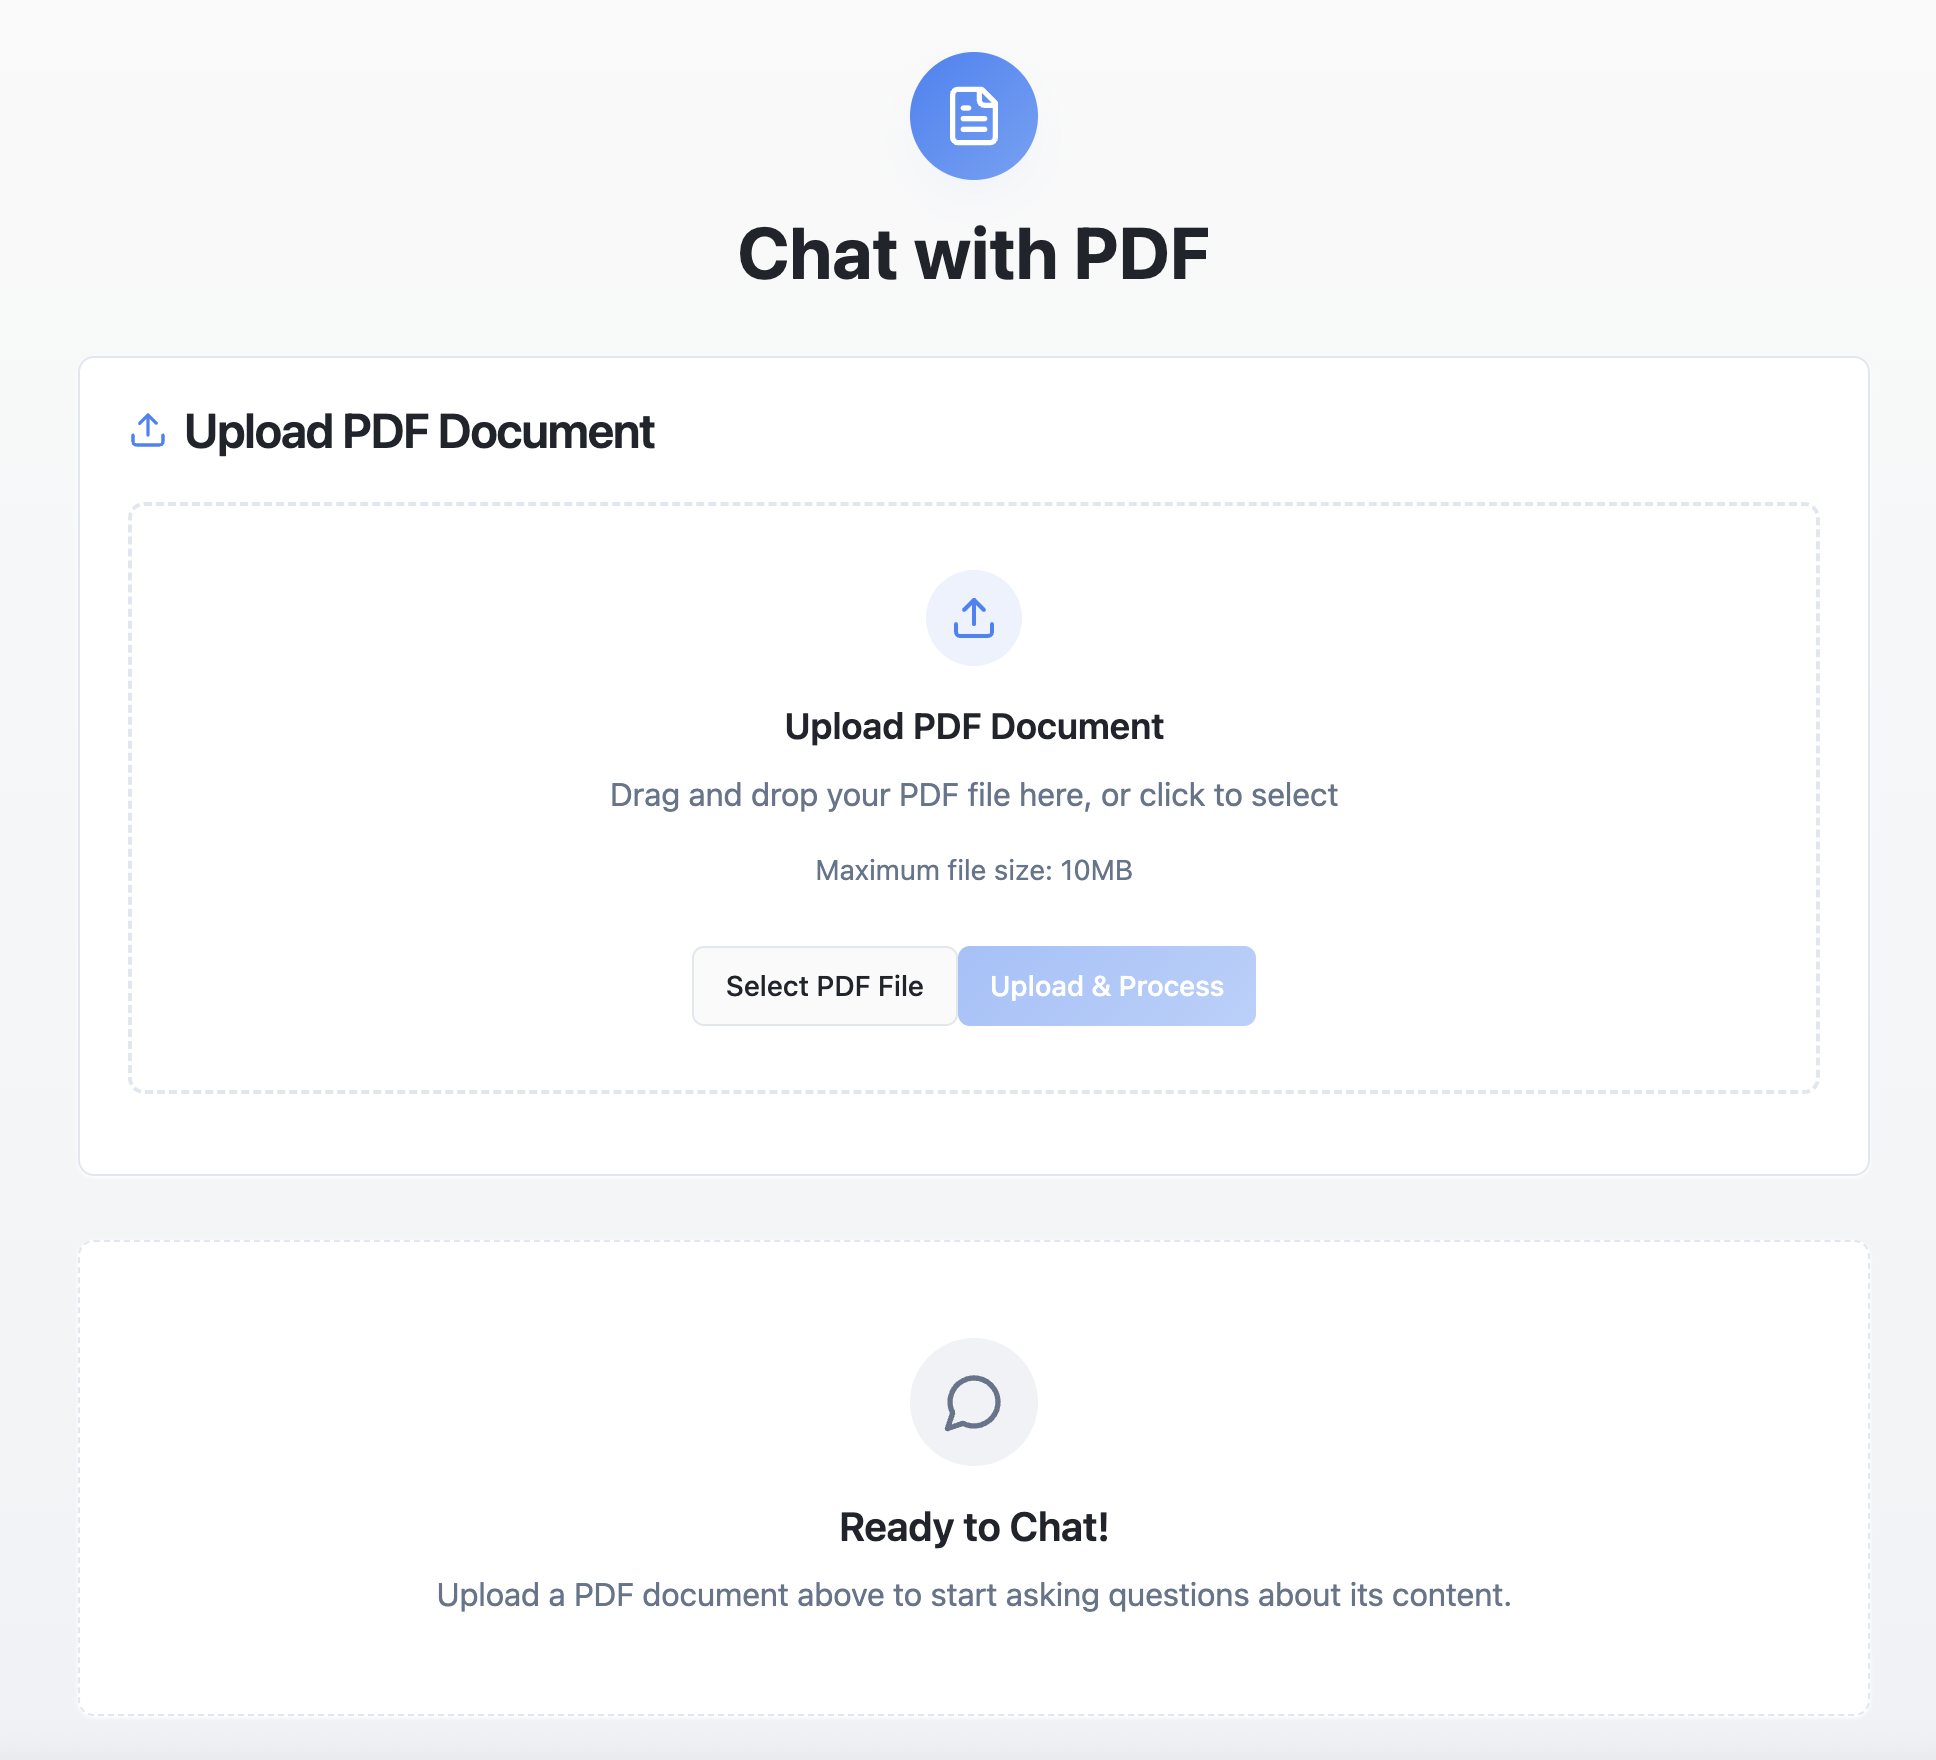 Chat with PDF
Upload PDF Document
Upload PDF Document
Drag and drop your PDF file here, or click to select
Maximum file size: 10MB
Select PDF File
Upload & Process
Ready to Chat!
Upload a PDF document above to start asking questions about its content.